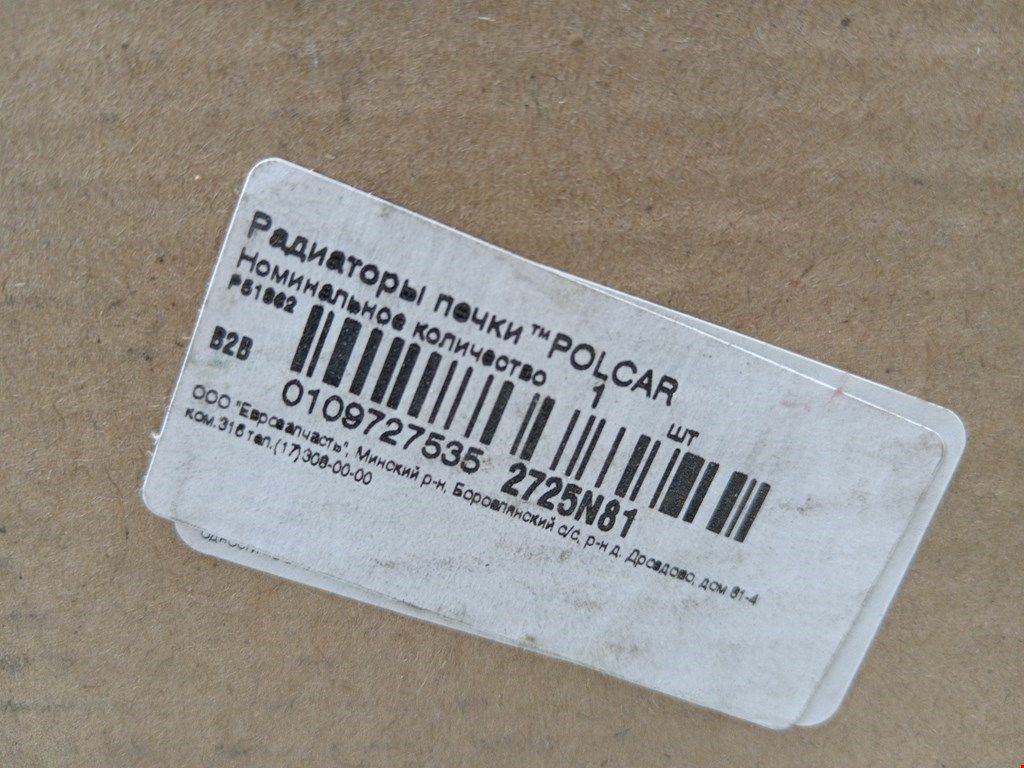 Радиаторы печки ™POLCAR
Номинальное количество 1 шт
P51862
B2B
0109727535 2725N81
ООО "Еврозапчасть", Минский р-н, Боровлянский с/с, р-н д. Дроздово, дом 81-4
ком.316 тел.(17)308-00-00